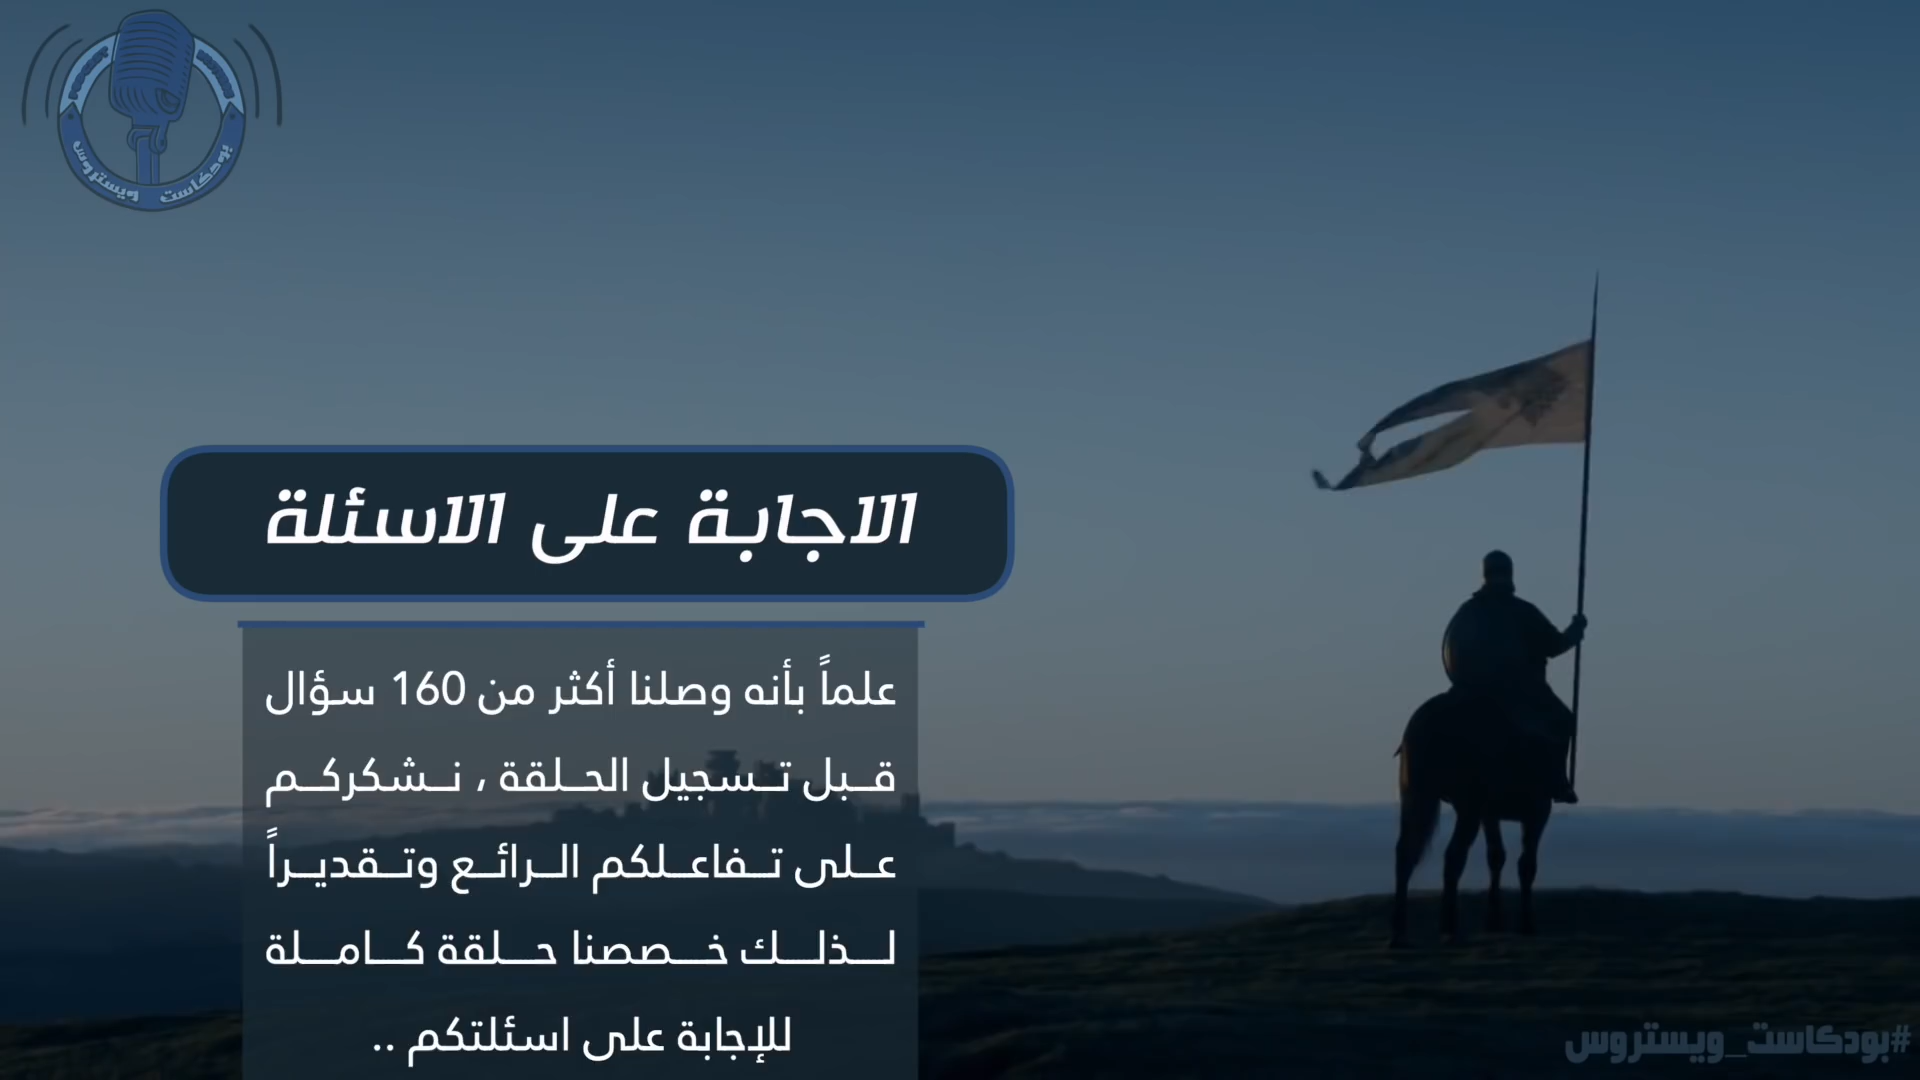 بودكاست ويستروس
الاجابة على الاسئلة
علماً بأنه وصلنا أكثر من 160 سؤال
قبل تسجيل الحلقة ، نشكركم
على تفاعلكم الرائع وتقديراً
لذلك خصصنا حلقة كاملة
للإجابة على اسئلتكم ..
#بودكاست_ويستروس